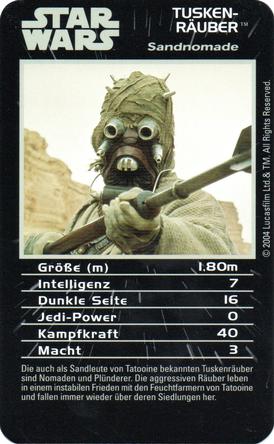 STAR
WARS
TUSKEN-
RÄUBER™
Sandnomade
© 2004 Lucasfilm Ltd. & TM. All Rights Reserved.
Größe (m) 1.80m
Intelligenz 7
Dunkle Seite 16
Jedi-Power 0
Kampfkraft 40
Macht 3
Die auch als Sandleute von Tatooine bekannten Tuskenräuber
sind Nomaden und Plünderer. Die aggressiven Räuber leben
in einem instabilen Frieden mit den Feuchtfarmern von Tatooine
und fallen immer wieder über deren Siedlungen her.